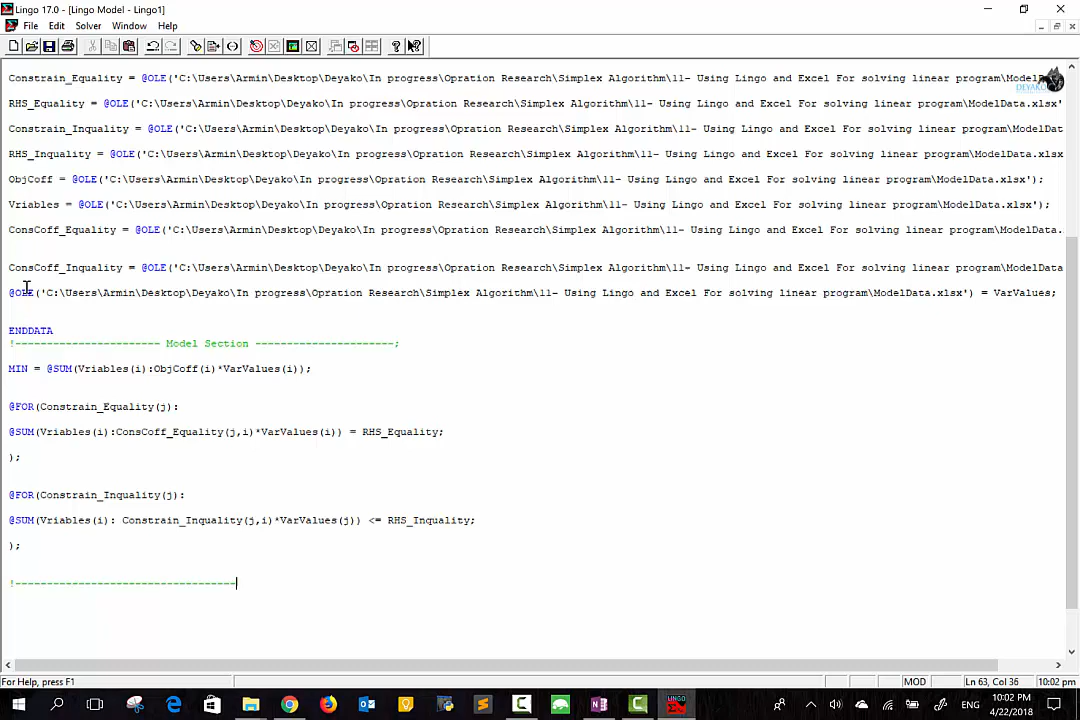 Lingo 17.0 - [Lingo Model - Lingo1]
File Edit Solver Window Help
Constrain_Equality = @OLE('C:\Users\Armin\Desktop\Deyako\In progress\Opration Research\Simplex Algorithm\11- Using Lingo and Excel For solving linear program\ModelD
DEYAKO
RHS_Equality = @OLE('C:\Users\Armin\Desktop\Deyako\In progress\Opration Research\Simplex Algorithm\11- Using Lingo and Excel For solving linear program\ModelData.xlsx'
Constrain_Inquality = @OLE('C:\Users\Armin\Desktop\Deyako\In progress\Opration Research\Simplex Algorithm\11- Using Lingo and Excel For solving linear program\ModelDat
RHS_Inquality = @OLE('C:\Users\Armin\Desktop\Deyako\In progress\Opration Research\Simplex Algorithm\11- Using Lingo and Excel For solving linear program\ModelData.xlsx
ObjCoff = @OLE('C:\Users\Armin\Desktop\Deyako\In progress\Opration Research\Simplex Algorithm\11- Using Lingo and Excel For solving linear program\ModelData.xlsx');
Vriables = @OLE('C:\Users\Armin\Desktop\Deyako\In progress\Opration Research\Simplex Algorithm\11- Using Lingo and Excel For solving linear program\ModelData.xlsx');
ConsCoff_Equality = @OLE('C:\Users\Armin\Desktop\Deyako\In progress\Opration Research\Simplex Algorithm\11- Using Lingo and Excel For solving linear program\ModelData.
ConsCoff_Inquality = @OLE('C:\Users\Armin\Desktop\Deyako\In progress\Opration Research\Simplex Algorithm\11- Using Lingo and Excel For solving linear program\ModelData
@OLE('C:\Users\Armin\Desktop\Deyako\In progress\Opration Research\Simplex Algorithm\11- Using Lingo and Excel For solving linear program\ModelData.xlsx') = VarValues;
ENDDATA
!----------------------- Model Section ----------------------;
MIN = @SUM(Vriables(i):ObjCoff(i)*VarValues(i));
@FOR(Constrain_Equality(j):
@SUM(Vriables(i):ConsCoff_Equality(j,i)*VarValues(i)) = RHS_Equality;
);
@FOR(Constrain_Inquality(j):
@SUM(Vriables(i): Constrain_Inquality(j,i)*VarValues(j)) <= RHS_Inquality;
);
!-----------------------------------
For Help, press F1
MOD
Ln 63, Col 36
10:02 pm
ENG
10:02 PM
4/22/2018